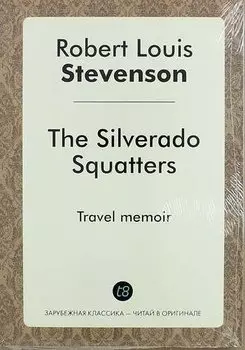 Robert Louis
Stevenson
The Silverado
Squatters
Travel memoir
t8
ЗАРУБЕЖНАЯ КЛАССИКА — ЧИТАЙ В ОРИГИНАЛЕ